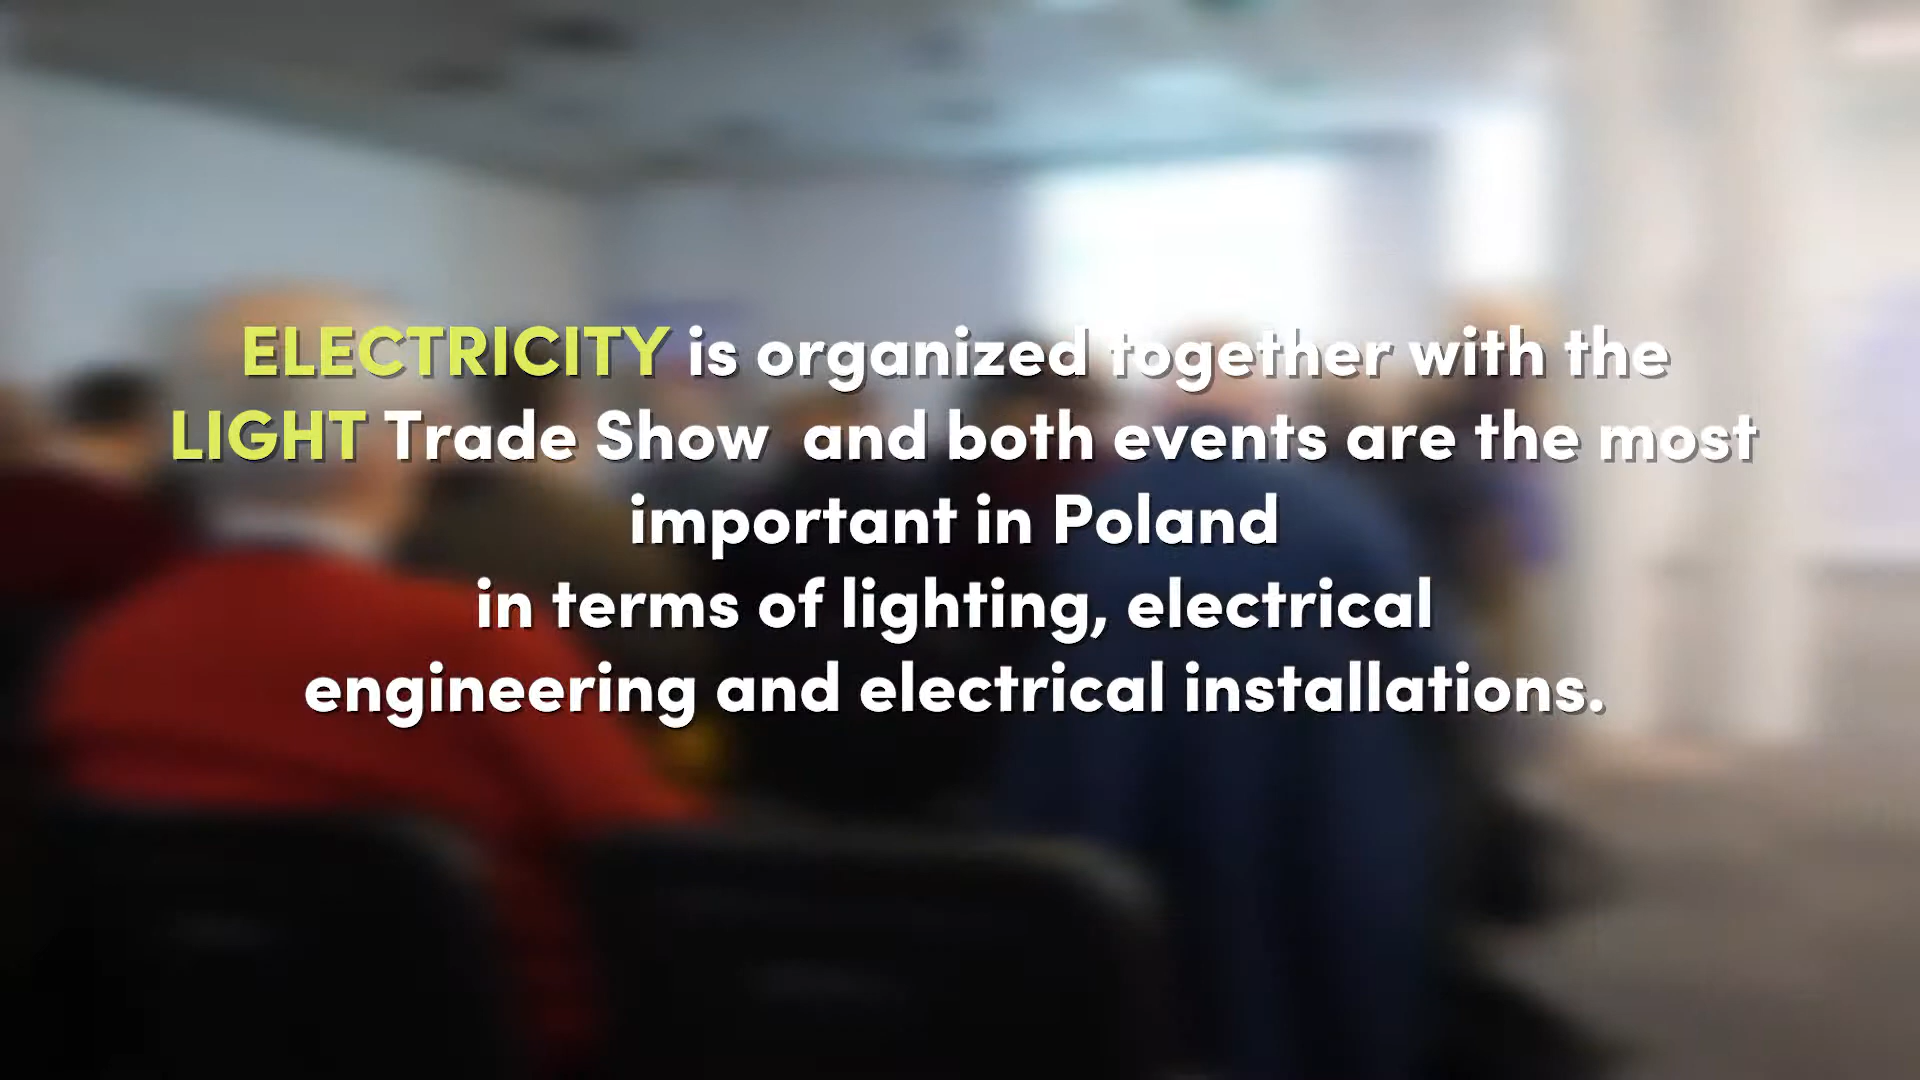 ELECTRICITY is organized together with the
LIGHT Trade Show  and both events are the most
important in Poland
in terms of lighting, electrical
engineering and electrical installations.